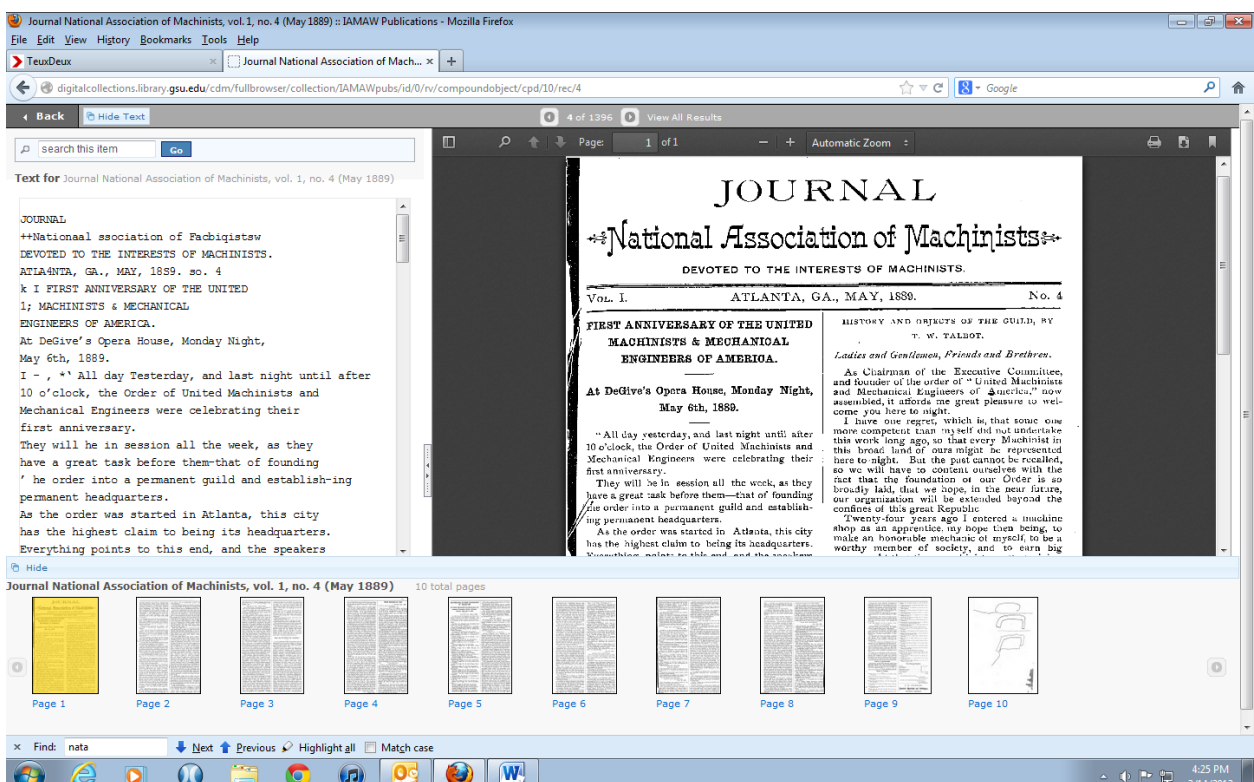 Journal National Association of Machinists, vol. 1, no. 4 (May 1889) :: IAMAW Publications - Mozilla Firefox
File Edit View History Bookmarks Tools Help
TeuxDeux × Journal National Association of Mach... × +
digitalcollections.library.gsu.edu/cdm/fullbrowser/collection/IAMAWpubs/id/0/rv/compoundobject/cpd/10/rec/4
Google
Back Hide Text 4 of 1396 View All Results
search this item Go
Page: 1 of 1 Automatic Zoom
Text for Journal National Association of Machinists, vol. 1, no. 4 (May 1889)
JOURNAL
++Nationaal ssociation of Facbiqistsw
DEVOTED TO THE INTERESTS OF MACHINISTS.
ATLA4NTA, GA., MAY, 18S9. so. 4
k I FIRST ANNIVERSARY OF THE UNITED
1; MACHINISTS & MECHANICAL
ENGINEERS OF AMERICA.
At DeGive's Opera House, Monday Night,
May 6th, 1889.
I - , *' All day Testerday, and last night until after
10 o'clock, the Order of United Machinists and
Mechanical Engineers were celebrating their
first anniversary.
They will he in session all the week, as they
have a great task before them-that of founding
' he order into a permanent guild and establish-ing
permanent headquarters.
As the order was started in Atlanta, this city
has the highest claim to being its headquarters.
Everything points to this end, and the speakers
JOURNAL
National Association of Machinists
DEVOTED TO THE INTERESTS OF MACHINISTS.
VOL. I. ATLANTA, GA., MAY, 1889. No. 4
FIRST ANNIVERSARY OF THE UNITED
MACHINISTS & MECHANICAL
ENGINEERS OF AMERICA.
At DeGive's Opera House, Monday Night,
May 6th, 1889.
"All day yesterday, and last night until after
10 o'clock, the Order of United Machinists and
Mechanical Engineers were celebrating their
first anniversary.
They will be in session all the week, as they
have a great task before them—that of founding
the order into a permanent guild and establish-
ing permanent headquarters.
As the order was started in Atlanta, this city
has the highest claim to being its headquarters.
Everything points to this end, and the speakers
HISTORY AND OBJECTS OF THE GUILD, BY
T. W. TALBOT.
Ladies and Gentlemen, Friends and Brethren.
As Chairman of the Executive Committee,
and founder of the order of "United Machinists
and Mechanical Engineers of America," now
assembled, it affords me great pleasure to wel-
come you here to night.
I have one regret, which is, that some one
more competent than myself did not undertake
this work long ago, so that every Machinist in
this broad land of ours might be represented
here to-night. But the past cannot be recalled,
so we will have to content ourselves with the
fact that the foundation of our Order is so
broadly laid, that we hope, in the near future,
our organization will be extended beyond the
confines of this great Republic
Twenty-four years ago I entered a machine
shop as an apprentice, my hope then being, to
make an honorable mechanic of myself, to be a
worthy member of society, and to earn big
Hide
Journal National Association of Machinists, vol. 1, no. 4 (May 1889) 10 total pages
Page 1 Page 2 Page 3 Page 4 Page 5 Page 6 Page 7 Page 8 Page 9 Page 10
× Find: nata Next Previous Highlight all Match case
4:25 PM